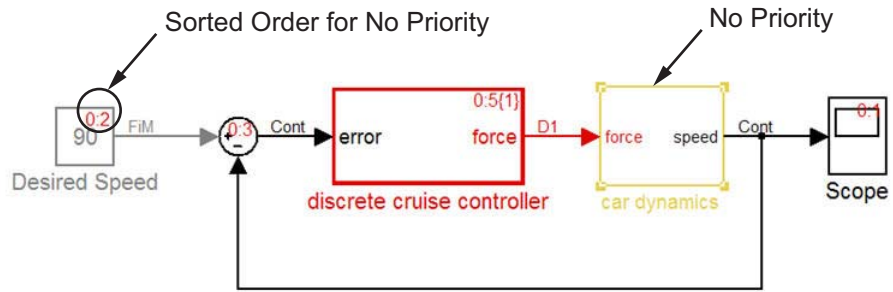 Sorted Order for No Priority
No Priority
0:2
90
FiM
Desired Speed
+
0:3
−
Cont
0:5{1}
error
force
discrete cruise controller
D1
force
speed
car dynamics
Cont
0:1
Scope